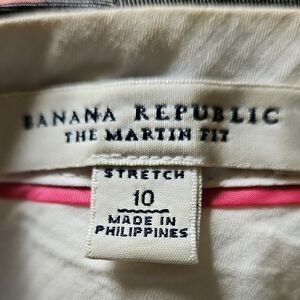 BANANA REPUBLIC
THE MARTIN FIT
STRETCH
10
MADE IN
PHILIPPINES